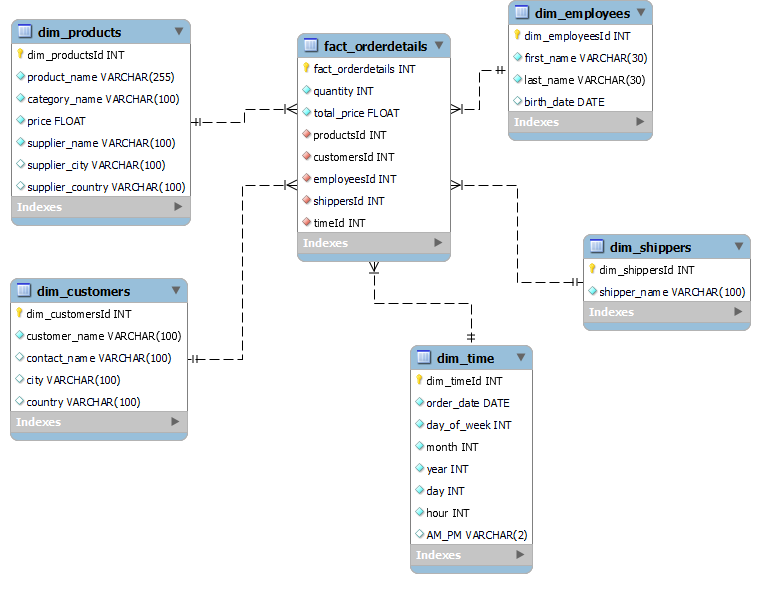 dim_products
dim_productsId INT
product_name VARCHAR(255)
category_name VARCHAR(100)
price FLOAT
supplier_name VARCHAR(100)
supplier_city VARCHAR(100)
supplier_country VARCHAR(100)
Indexes
fact_orderdetails
fact_orderdetails INT
quantity INT
total_price FLOAT
productsId INT
customersId INT
employeesId INT
shippersId INT
timeId INT
Indexes
dim_employees
dim_employeesId INT
first_name VARCHAR(30)
last_name VARCHAR(30)
birth_date DATE
Indexes
dim_shippers
dim_shippersId INT
shipper_name VARCHAR(100)
Indexes
dim_customers
dim_customersId INT
customer_name VARCHAR(100)
contact_name VARCHAR(100)
city VARCHAR(100)
country VARCHAR(100)
Indexes
dim_time
dim_timeId INT
order_date DATE
day_of_week INT
month INT
year INT
day INT
hour INT
AM_PM VARCHAR(2)
Indexes